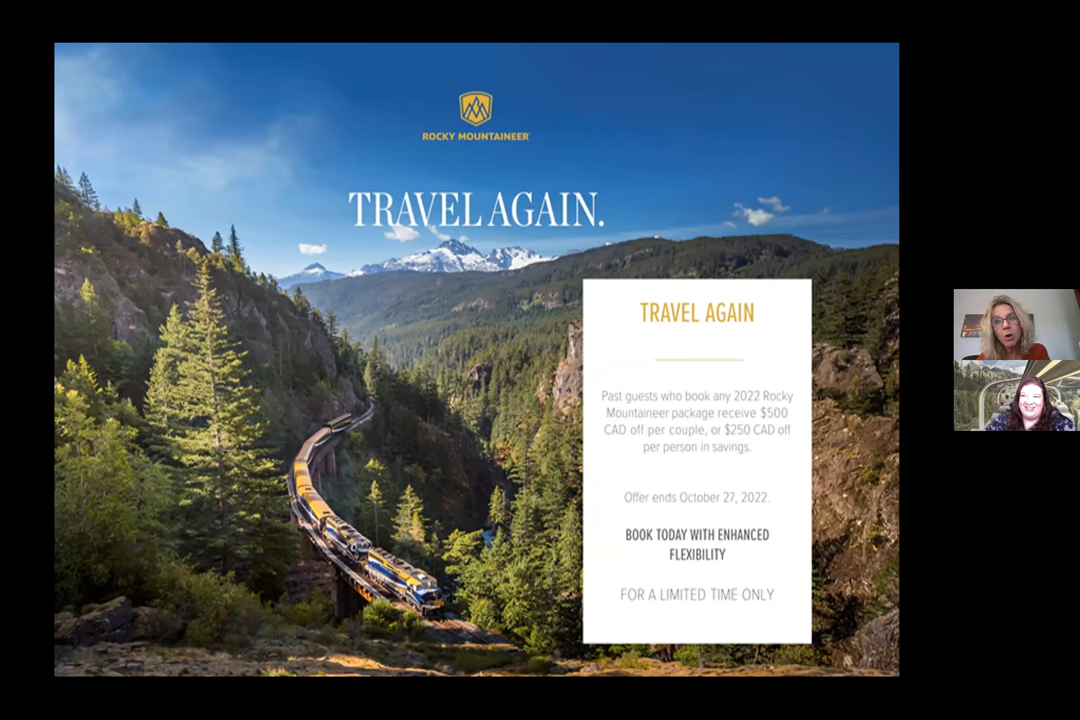 ROCKY MOUNTAINEER
TRAVEL AGAIN.
TRAVEL AGAIN
Past guests who book any 2022 Rocky
Mountaineer package receive $500
CAD off per couple, or $250 CAD off
per person in savings.
Offer ends October 27, 2022.
BOOK TODAY WITH ENHANCED
FLEXIBILITY
FOR A LIMITED TIME ONLY